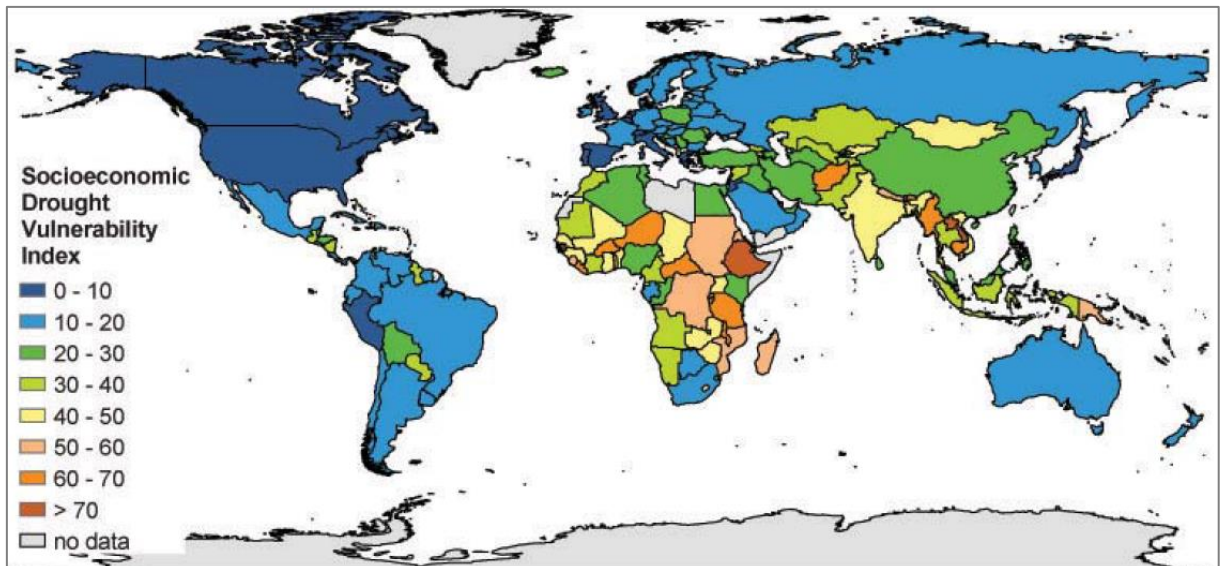 Socioeconomic
Drought
Vulnerability
Index
0 - 10
10 - 20
20 - 30
30 - 40
40 - 50
50 - 60
60 - 70
> 70
no data